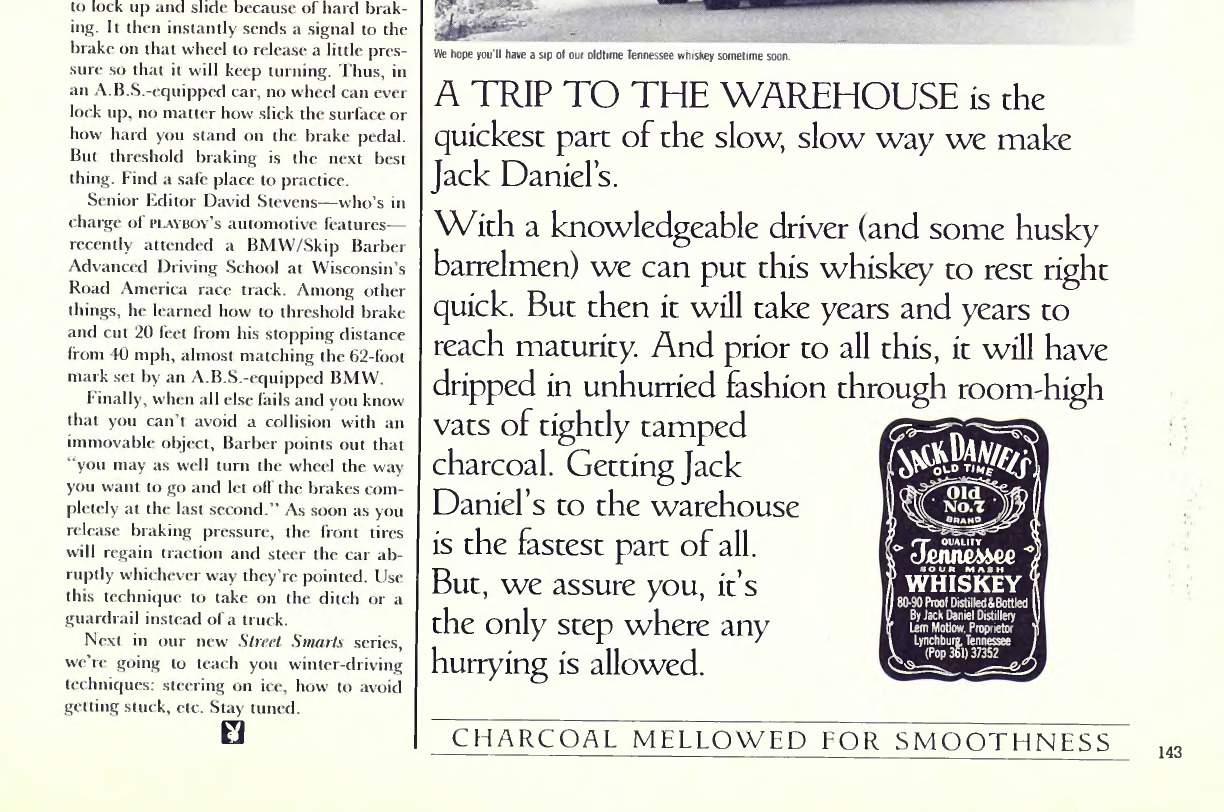 to lock up and slide because of hard brak-
ing. It then instantly sends a signal to the
brake on that wheel to release a little pres-
sure so that it will keep turning. Thus, in
an A.B.S.-equipped car, no wheel can ever
lock up, no matter how slick the surface or
how hard you stand on the brake pedal.
But threshold braking is the next best
thing. Find a safe place to practice.
Senior Editor David Stevens—who's in
charge of PLAYBOY's automotive features—
recently attended a BMW/Skip Barber
Advanced Driving School at Wisconsin's
Road America race track. Among other
things, he learned how to threshold brake
and cut 20 feet from his stopping distance
from 40 mph, almost matching the 62-foot
mark set by an A.B.S.-equipped BMW.
Finally, when all else fails and you know
that you can't avoid a collision with an
immovable object, Barber points out that
"you may as well turn the wheel the way
you want to go and let off the brakes com-
pletely at the last second." As soon as you
release braking pressure, the front tires
will regain traction and steer the car ab-
ruptly whichever way they're pointed. Use
this technique to take on the ditch or a
guardrail instead of a truck.
Next in our new Street Smarts series,
we're going to teach you winter-driving
techniques: steering on ice, how to avoid
getting stuck, etc. Stay tuned.
We hope you'll have a sip of our oldtime Tennessee whiskey sometime soon.
A TRIP TO THE WAREHOUSE is the
quickest part of the slow, slow way we make
Jack Daniel's.
With a knowledgeable driver (and some husky
barrelmen) we can put this whiskey to rest right
quick. But then it will take years and years to
reach maturity. And prior to all this, it will have
dripped in unhurried fashion through room-high
vats of tightly tamped
charcoal. Getting Jack
Daniel's to the warehouse
is the fastest part of all.
But, we assure you, it's
the only step where any
hurrying is allowed.
JACK DANIEL'S
OLD TIME
Old
No.7
BRAND
QUALITY
Tennessee
SOUR MASH
WHISKEY
80-90 Proof Distilled & Bottled
By Jack Daniel Distillery
Lem Motlow, Proprietor
Lynchburg, Tennessee
(Pop 361) 37352
CHARCOAL MELLOWED FOR SMOOTHNESS
143